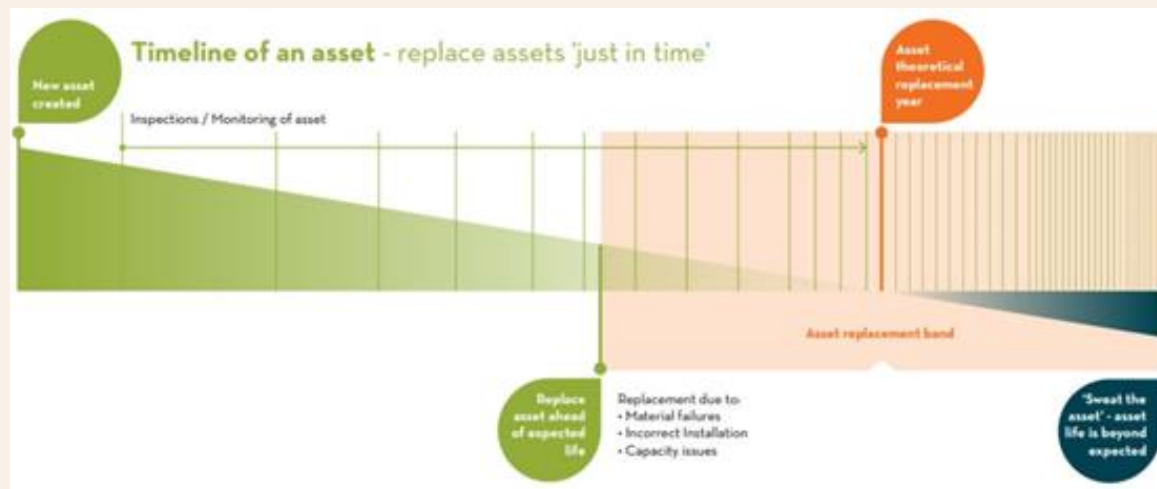 Timeline of an asset - replace assets 'just in time'
New asset
created
Inspections / Monitoring of asset
Asset
theoretical
replacement
year
Asset replacement band
Replace
asset ahead
of expected
life
Replacement due to:
• Material failures
• Incorrect Installation
• Capacity issues
'Sweat the
asset' - asset
life is beyond
expected